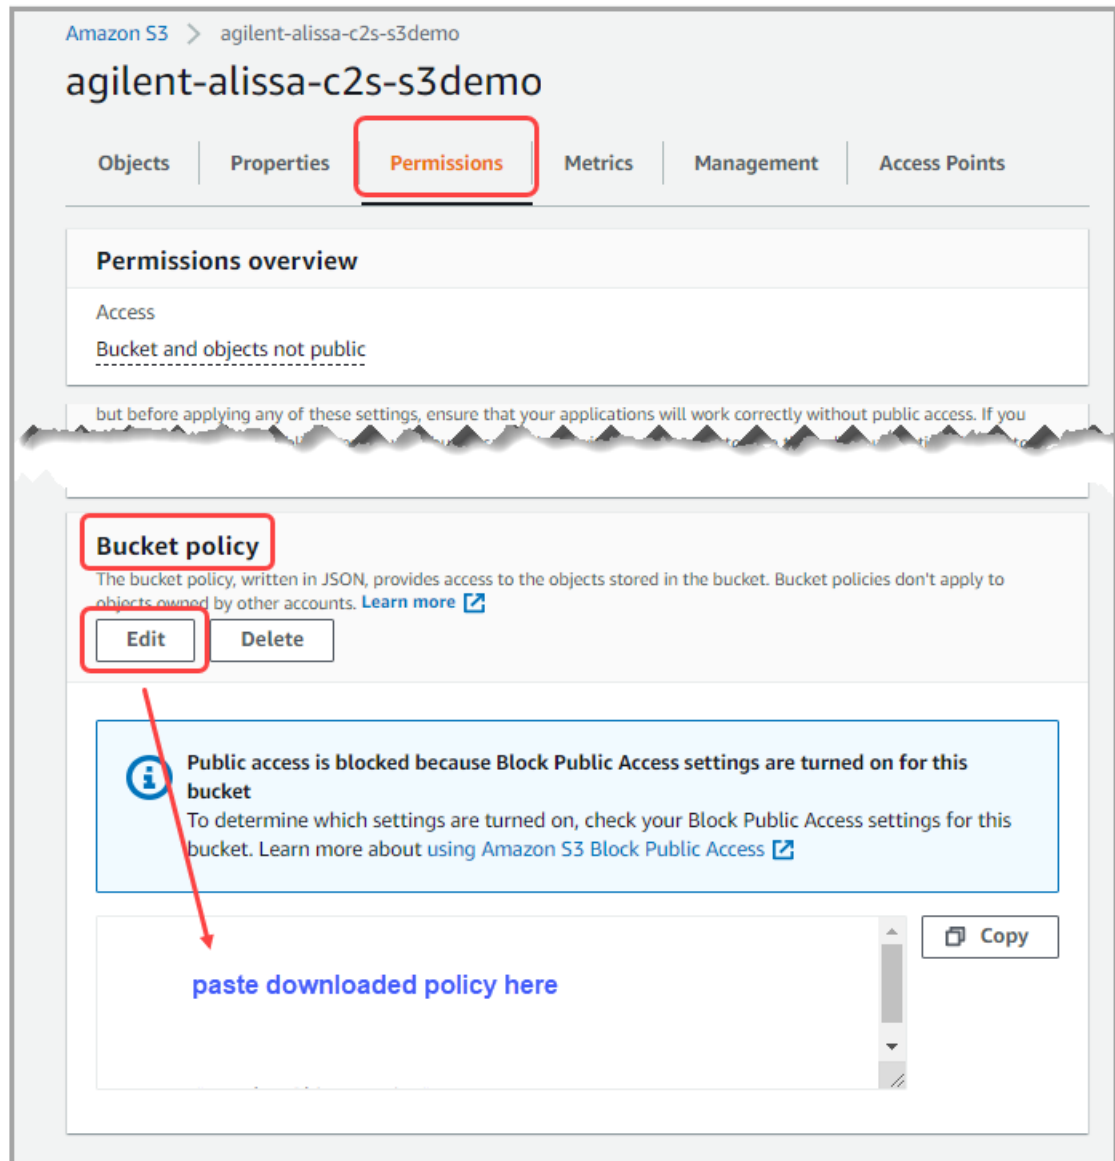 Amazon S3 > agilent-alissa-c2s-s3demo
agilent-alissa-c2s-s3demo
Objects Properties Permissions Metrics Management Access Points
Permissions overview
Access
Bucket and objects not public
but before applying any of these settings, ensure that your applications will work correctly without public access. If you
Bucket policy
The bucket policy, written in JSON, provides access to the objects stored in the bucket. Bucket policies don't apply to
objects owned by other accounts. Learn more
Edit Delete
Public access is blocked because Block Public Access settings are turned on for this
bucket
To determine which settings are turned on, check your Block Public Access settings for this
bucket. Learn more about using Amazon S3 Block Public Access
Copy
paste downloaded policy here